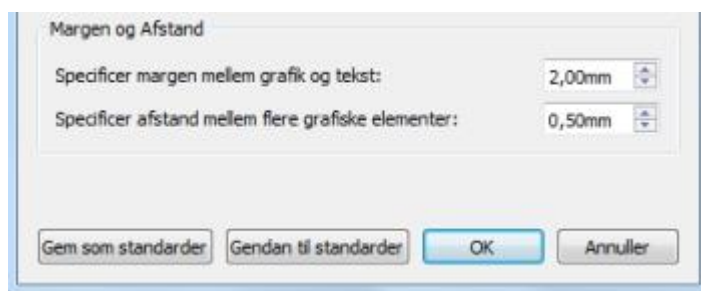 Margen og Afstand
Specificer margen mellem grafik og tekst: 2,00mm
Specificer afstand mellem flere grafiske elementer: 0,50mm
Gem som standarder Gendan til standarder OK Annuller